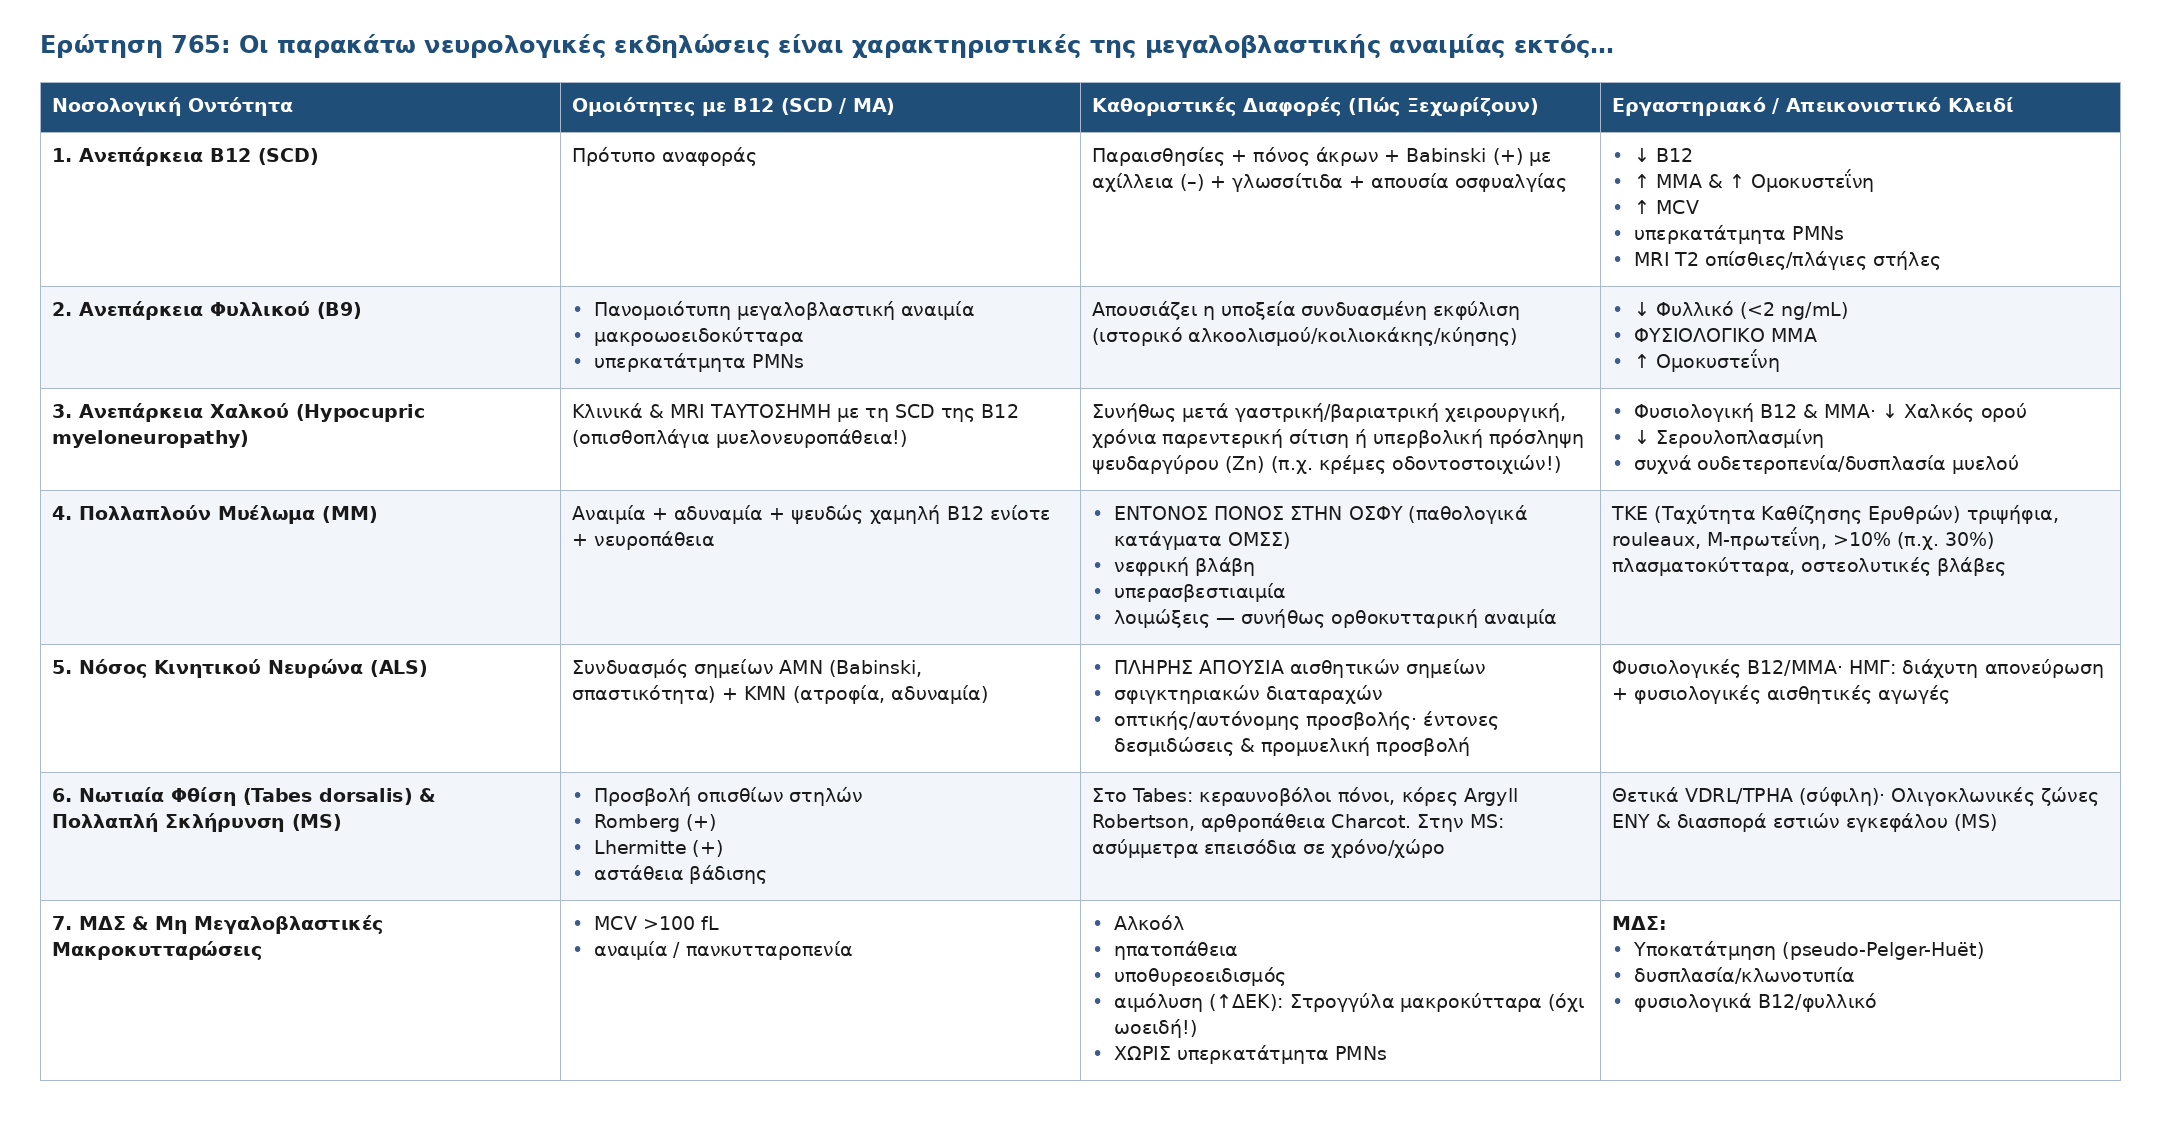 Ερώτηση 765: Οι παρακάτω νευρολογικές εκδηλώσεις είναι χαρακτηριστικές της μεγαλοβλαστικής αναιμίας εκτός...
Νοσολογική Οντότητα
Ομοιότητες με B12 (SCD / MA)
Καθοριστικές Διαφορές (Πώς Ξεχωρίζουν)
Εργαστηριακό / Απεικονιστικό Κλειδί
1. Ανεπάρκεια B12 (SCD)
Πρότυπο αναφοράς
Παραισθησίες + πόνος άκρων + Babinski (+) με
αχίλλεια (–) + γλωσσίτιδα + απουσία οσφυαλγίας
• ↓ B12
• ↑ MMA & ↑ Ομοκυστεΐνη
• ↑ MCV
• υπερκατάτμητα PMNs
• MRI T2 οπίσθιες/πλάγιες στήλες
2. Ανεπάρκεια Φυλλικού (B9)
• Πανομοιότυπη μεγαλοβλαστική αναιμία
• μακροωοειδοκύτταρα
• υπερκατάτμητα PMNs
Απουσιάζει η υποξεία συνδυασμένη εκφύλιση
(ιστορικό αλκοολισμού/κοιλιοκάκης/κύησης)
• ↓ Φυλλικό (<2 ng/mL)
• ΦΥΣΙΟΛΟΓΙΚΟ MMA
• ↑ Ομοκυστεΐνη
3. Ανεπάρκεια Χαλκού (Hypocupric
myeloneuropathy)
Κλινικά & MRI ΤΑΥΤΟΣΗΜΗ με τη SCD της B12
(οπισθοπλάγια μυελονευροπάθεια!)
Συνήθως μετά γαστρική/βαριατρική χειρουργική,
χρόνια παρεντερική σίτιση ή υπερβολική πρόσληψη
ψευδαργύρου (Zn) (π.χ. κρέμες οδοντοστοιχιών!)
• Φυσιολογική B12 & MMA· ↓ Χαλκός ορού
• ↓ Σερουλοπλασμίνη
• συχνά ουδετεροπενία/δυσπλασία μυελού
4. Πολλαπλούν Μυέλωμα (MM)
Αναιμία + αδυναμία + ψευδώς χαμηλή B12 ενίοτε
+ νευροπάθεια
• ΕΝΤΟΝΟΣ ΠΟΝΟΣ ΣΤΗΝ ΟΣΦΥ (παθολογικά
κατάγματα ΟΜΣΣ)
• νεφρική βλάβη
• υπερασβεστιαιμία
• λοιμώξεις — συνήθως ορθοκυτταρική αναιμία
ΤΚΕ (Ταχύτητα Καθίζησης Ερυθρών) τριψήφια,
rouleaux, M-πρωτεΐνη, >10% (π.χ. 30%)
πλασματοκύτταρα, οστεολυτικές βλάβες
5. Νόσος Κινητικού Νευρώνα (ALS)
Συνδυασμός σημείων ΑΜΝ (Babinski,
σπαστικότητα) + ΚΜΝ (ατροφία, αδυναμία)
• ΠΛΗΡΗΣ ΑΠΟΥΣΙΑ αισθητικών σημείων
• σφιγκτηριακών διαταραχών
• οπτικής/αυτόνομης προσβολής· έντονες
δεσμιδώσεις & προμυελική προσβολή
Φυσιολογικές B12/MMA· ΗΜΓ: διάχυτη απονεύρωση
+ φυσιολογικές αισθητικές αγωγές
6. Νωτιαία Φθίση (Tabes dorsalis) &
Πολλαπλή Σκλήρυνση (MS)
• Προσβολή οπισθίων στηλών
• Romberg (+)
• Lhermitte (+)
• αστάθεια βάδισης
Στο Tabes: κεραυνοβόλοι πόνοι, κόρες Argyll
Robertson, αρθροπάθεια Charcot. Στην MS:
ασύμμετρα επεισόδια σε χρόνο/χώρο
Θετικά VDRL/TPHA (σύφιλη)· Ολιγοκλωνικές ζώνες
ΕΝΥ & διασπορά εστιών εγκεφάλου (MS)
7. ΜΔΣ & Μη Μεγαλοβλαστικές
Μακροκυτταρώσεις
• MCV >100 fL
• αναιμία / πανκυτταροπενία
• Αλκοόλ
• ηπατοπάθεια
• υποθυρεοειδισμός
• αιμόλυση (↑ΔΕΚ): Στρογγύλα μακροκύτταρα (όχι
ωοειδή!)
• ΧΩΡΙΣ υπερκατάτμητα PMNs
ΜΔΣ:
• Υποκατάτμηση (pseudo-Pelger-Huët)
• δυσπλασία/κλωνοτυπία
• φυσιολογικά B12/φυλλικό